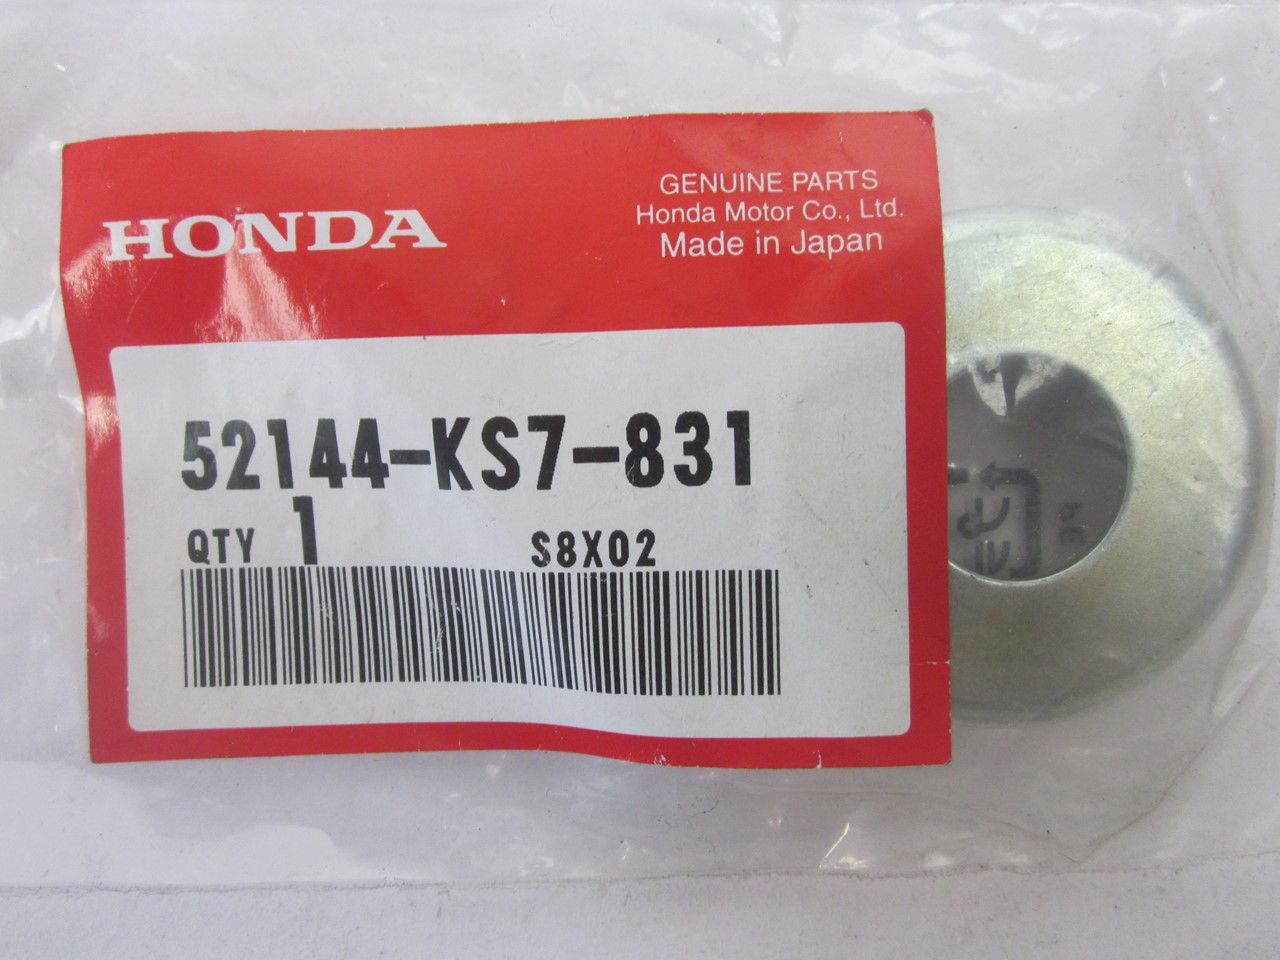 HONDA
GENUINE PARTS
Honda Motor Co., Ltd.
Made in Japan
52144-KS7-831
QTY 1 S8X02